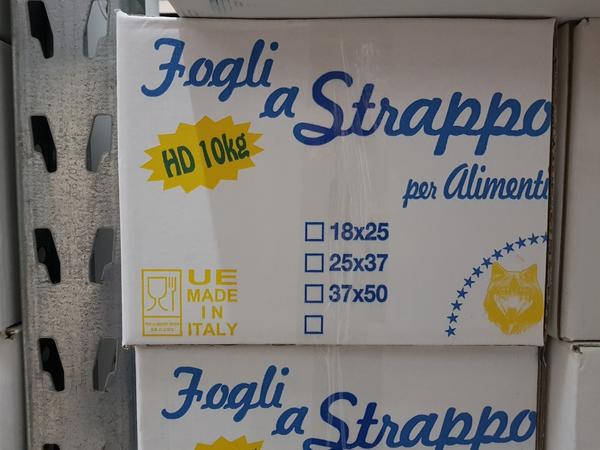 Fogli
a Strappo
HD 10kg
per Alimenti
18x25
25x37
37x50
UE
MADE
IN
ITALY
Fogli
a Strappo